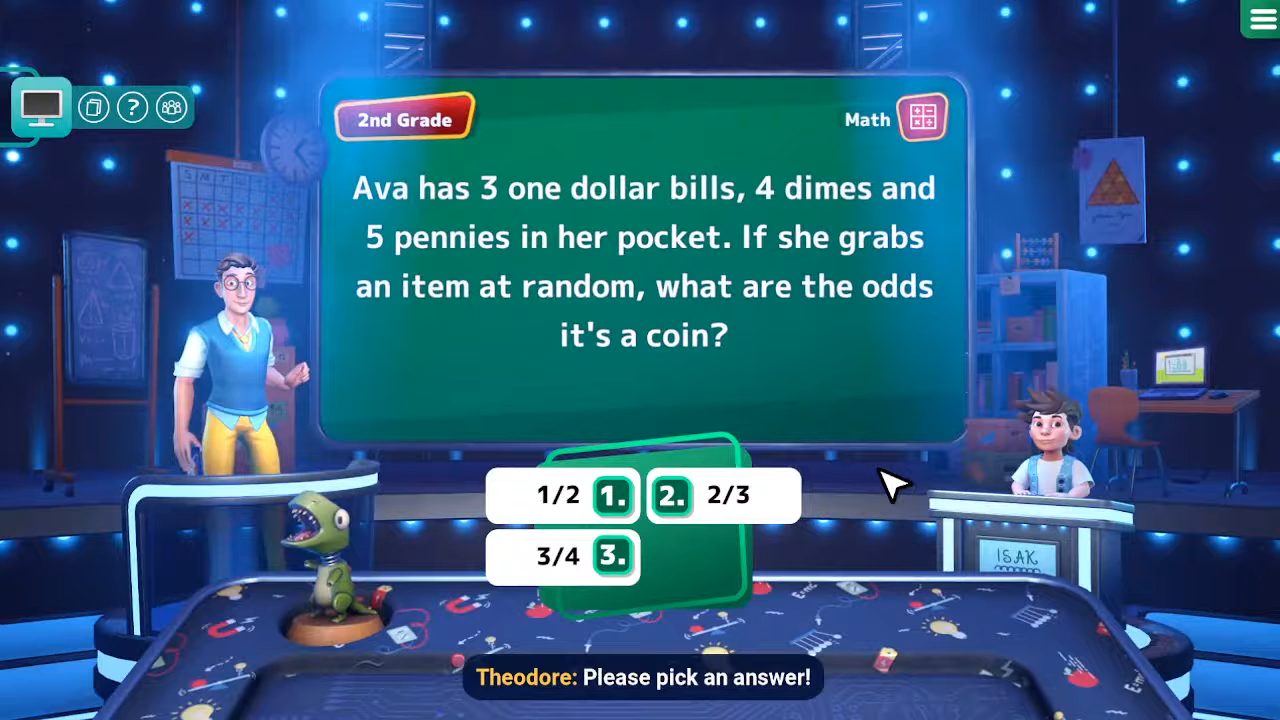 2nd Grade
Math
Ava has 3 one dollar bills, 4 dimes and
5 pennies in her pocket. If she grabs
an item at random, what are the odds
it's a coin?
1/2 1.
2. 2/3
3/4 3.
ISAK
Theodore: Please pick an answer!